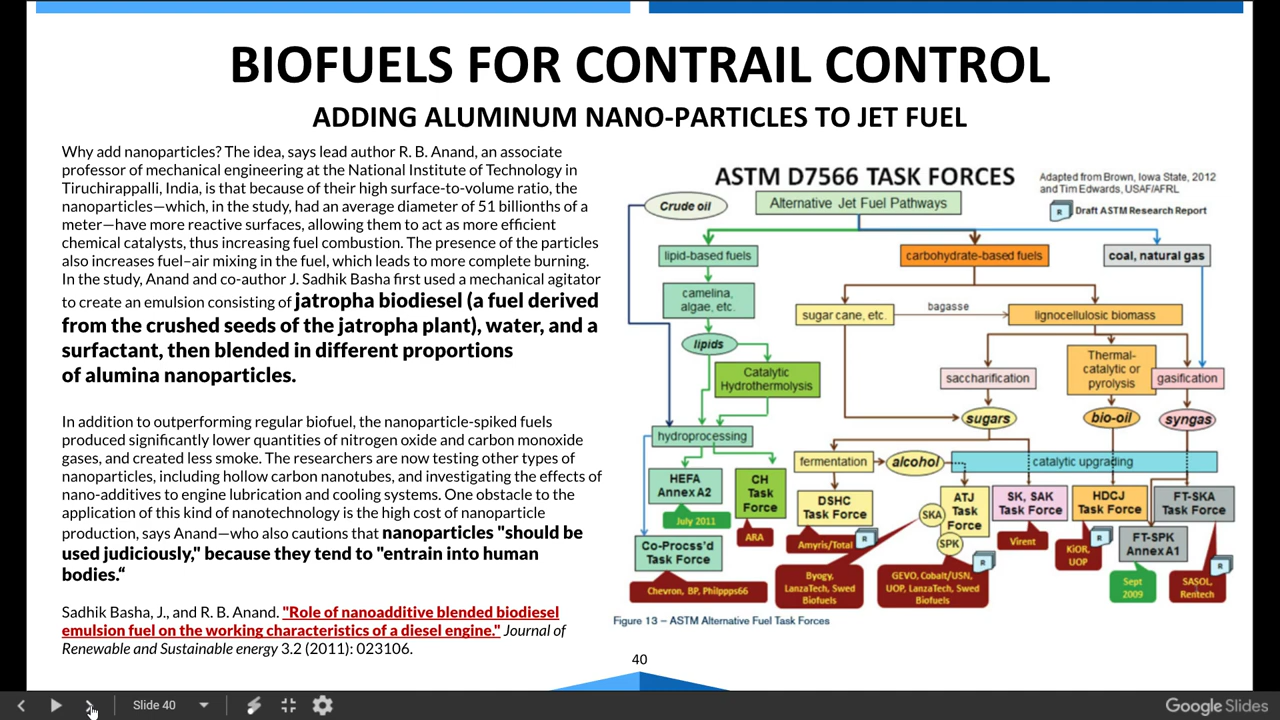 BIOFUELS FOR CONTRAIL CONTROL
ADDING ALUMINUM NANO-PARTICLES TO JET FUEL
Why add nanoparticles? The idea, says lead author R. B. Anand, an associate
professor of mechanical engineering at the National Institute of Technology in
Tiruchirappalli, India, is that because of their high surface-to-volume ratio, the
nanoparticles—which, in the study, had an average diameter of 51 billionths of a
meter—have more reactive surfaces, allowing them to act as more efficient
chemical catalysts, thus increasing fuel combustion. The presence of the particles
also increases fuel–air mixing in the fuel, which leads to more complete burning.
In the study, Anand and co-author J. Sadhik Basha first used a mechanical agitator
to create an emulsion consisting of jatropha biodiesel (a fuel derived
from the crushed seeds of the jatropha plant), water, and a
surfactant, then blended in different proportions
of alumina nanoparticles.
In addition to outperforming regular biofuel, the nanoparticle-spiked fuels
produced significantly lower quantities of nitrogen oxide and carbon monoxide
gases, and created less smoke. The researchers are now testing other types of
nanoparticles, including hollow carbon nanotubes, and investigating the effects of
nano-additives to engine lubrication and cooling systems. One obstacle to the
application of this kind of nanotechnology is the high cost of nanoparticle
production, says Anand—who also cautions that nanoparticles "should be
used judiciously," because they tend to "entrain into human
bodies.“
Sadhik Basha, J., and R. B. Anand. "Role of nanoadditive blended biodiesel
emulsion fuel on the working characteristics of a diesel engine." Journal of
Renewable and Sustainable energy 3.2 (2011): 023106.
ASTM D7566 TASK FORCES
Adapted from Brown, Iowa State, 2012
and Tim Edwards, USAF/AFRL
R Draft ASTM Research Report
Crude oil
Alternative Jet Fuel Pathways
lipid-based fuels
carbohydrate-based fuels
coal, natural gas
camelina,
algae, etc.
sugar cane, etc.
bagasse
lignocellulosic biomass
lipids
Catalytic
Hydrothermolysis
saccharification
Thermal-
catalytic or
pyrolysis
gasification
sugars
bio-oil
syngas
hydroprocessing
fermentation
alcohol
catalytic upgrading
HEFA
Annex A2
July 2011
CH
Task
Force
ARA
DSHC
Task Force
Amyris/Total
R
SKA
SPK
ATJ
Task
Force
SK, SAK
Task Force
Virent
HDCJ
Task Force
KiOR,
UOP
R
FT-SKA
Task Force
FT-SPK
Annex A1
Sept
2009
SASOL,
Rentech
R
Co-Procss'd
Task Force
Chevron, BP, Philppps66
Byogy,
LanzaTech, Swed
Biofuels
GEVO, Cobalt/USN,
UOP, LanzaTech, Swed
Biofuels
R
Figure 13 – ASTM Alternative Fuel Task Forces
40
Slide 40
Google Slides